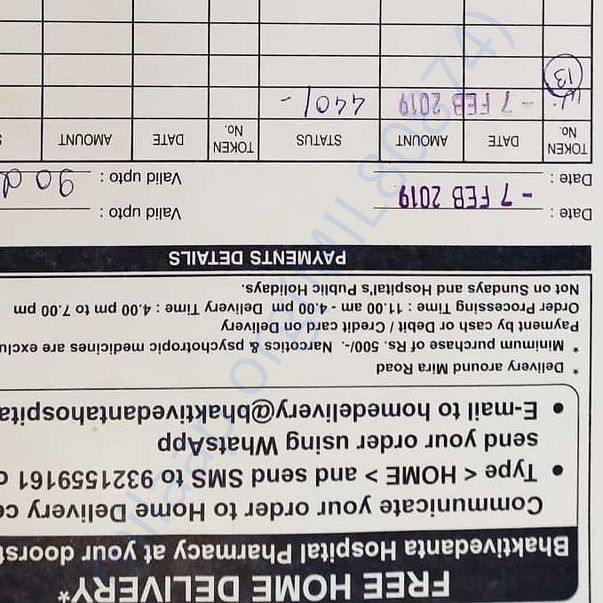 FREE HOME DELIVERY*
Bhaktivedanta Hospital Pharmacy at your doorst
Communicate your order to Home Delivery ce
• Type < HOME > and send SMS to 9321559161 o
send your order using WhatsApp
• E-mail to homedelivery@bhaktivedantahospita
* Delivery around Mira Road
* Minimum purchase of Rs. 500/-. Narcotics & psychotropic medicines are exclu
Payment by cash or Debit / Credit card on Delivery
Order Processing Time : 11.00 am - 4.00 pm Delivery Time : 4.00 pm to 7.00 pm
Not on Sundays and Hospital's Public Holidays.
PAYMENTS DETAILS
Date : - 7 FEB 2019 Valid upto :
Date : Valid upto : 90 d
TOKEN No. DATE AMOUNT STATUS TOKEN No. DATE AMOUNT S
- 7 FEB 2019 440/-
13